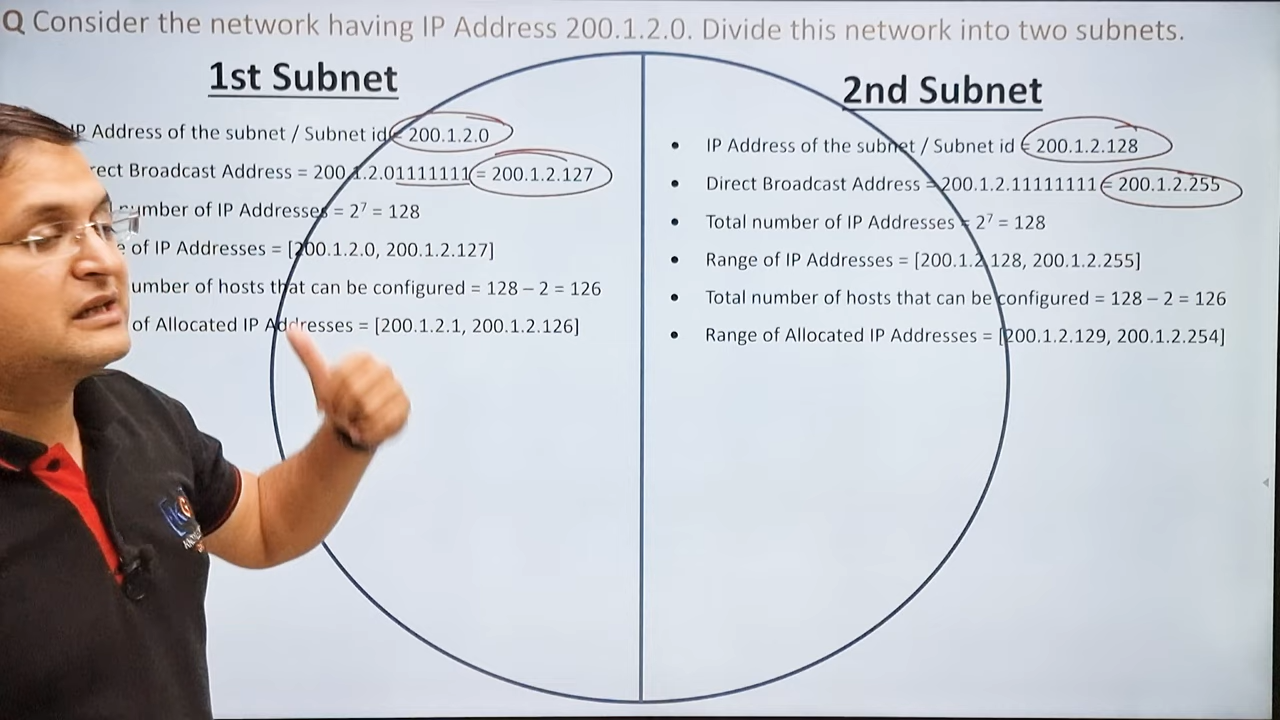 Q Consider the network having IP Address 200.1.2.0. Divide this network into two subnets.
1st Subnet
IP Address of the subnet / Subnet id = 200.1.2.0
ect Broadcast Address = 200.1.2.01111111 = 200.1.2.127
number of IP Addresses = 2⁷ = 128
of IP Addresses = [200.1.2.0, 200.1.2.127]
umber of hosts that can be configured = 128 – 2 = 126
of Allocated IP Addresses = [200.1.2.1, 200.1.2.126]
2nd Subnet
• IP Address of the subnet / Subnet id = 200.1.2.128
• Direct Broadcast Address = 200.1.2.11111111 = 200.1.2.255
• Total number of IP Addresses = 2⁷ = 128
• Range of IP Addresses = [200.1.2.128, 200.1.2.255]
• Total number of hosts that can be configured = 128 – 2 = 126
• Range of Allocated IP Addresses = [200.1.2.129, 200.1.2.254]